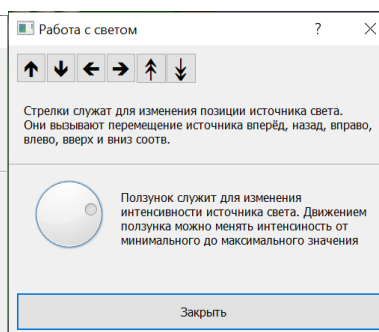 Работа с светом
?
Стрелки служат для изменения позиции источника света.
Они вызывают перемещение источника вперёд, назад, вправо,
влево, вверх и вниз соотв.
Ползунок служит для изменения
интенсивности источника света. Движением
ползунка можно менять интенсиность от
минимального до максимального значения
Закрыть